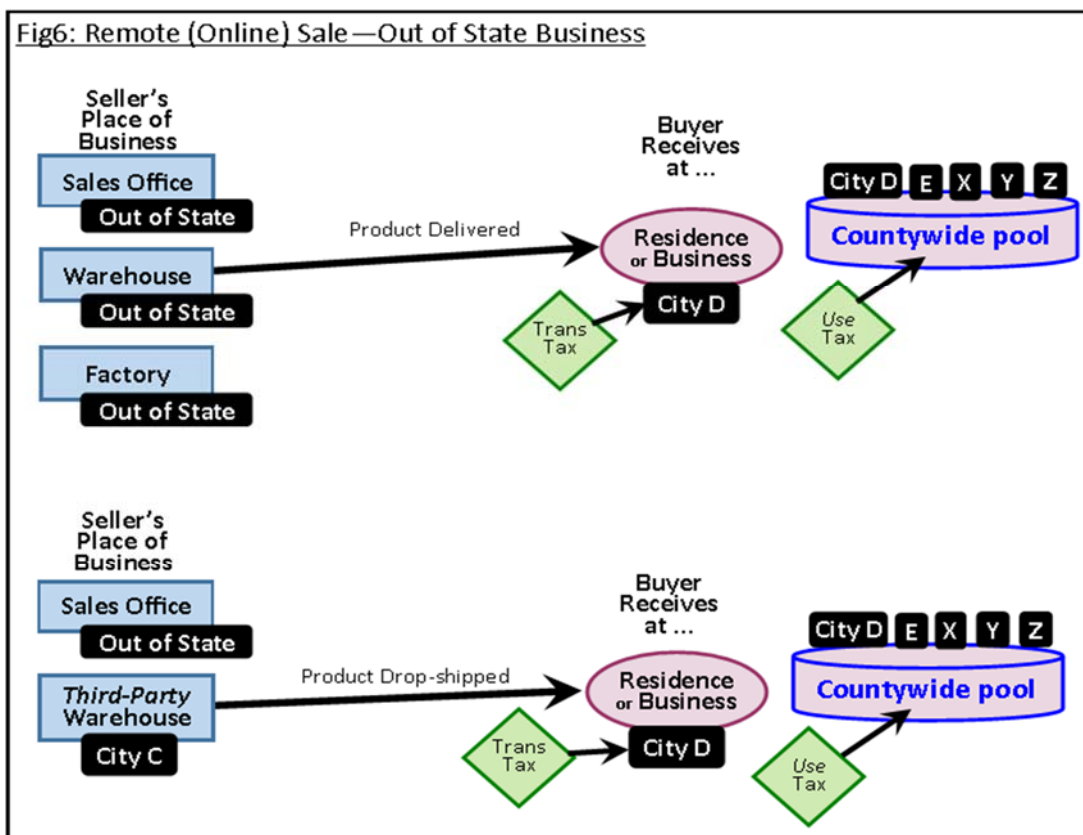 Fig6: Remote (Online) Sale—Out of State Business
Seller's
Place of
Business
Sales Office
Out of State
Warehouse
Out of State
Factory
Out of State
Product Delivered
Buyer
Receives
at ...
Residence
or Business
City D
Trans
Tax
City D E X Y Z
Countywide pool
Use
Tax
Seller's
Place of
Business
Sales Office
Out of State
Third-Party
Warehouse
City C
Product Drop-shipped
Buyer
Receives
at ...
Residence
or Business
City D
Trans
Tax
City D E X Y Z
Countywide pool
Use
Tax